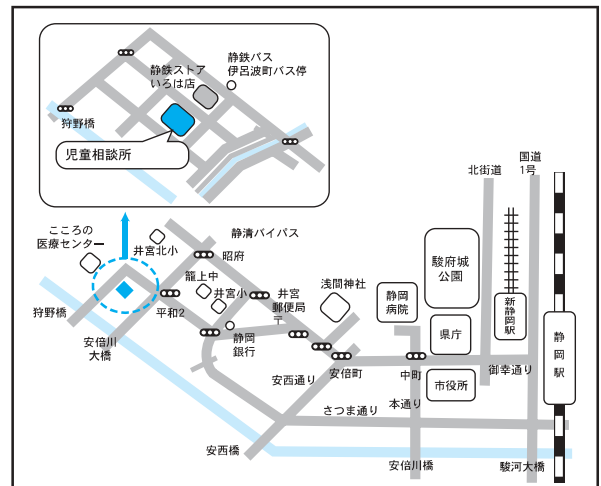 静鉄ストア
いろは店
静鉄バス
伊呂波町バス停
狩野橋
児童相談所
こころの
医療センター
井宮北小
静清バイパス
昭府
籠上中
井宮小
井宮
郵便局
〒
浅間神社
静岡
病院
駿府城
公園
北街道
国道
1号
新静岡駅
静岡駅
県庁
市役所
狩野橋
安倍川
大橋
平和2
静岡
銀行
安西通り
安倍町
中町
御幸通り
本通り
さつま通り
安西橋
安倍川橋
駿河大橋